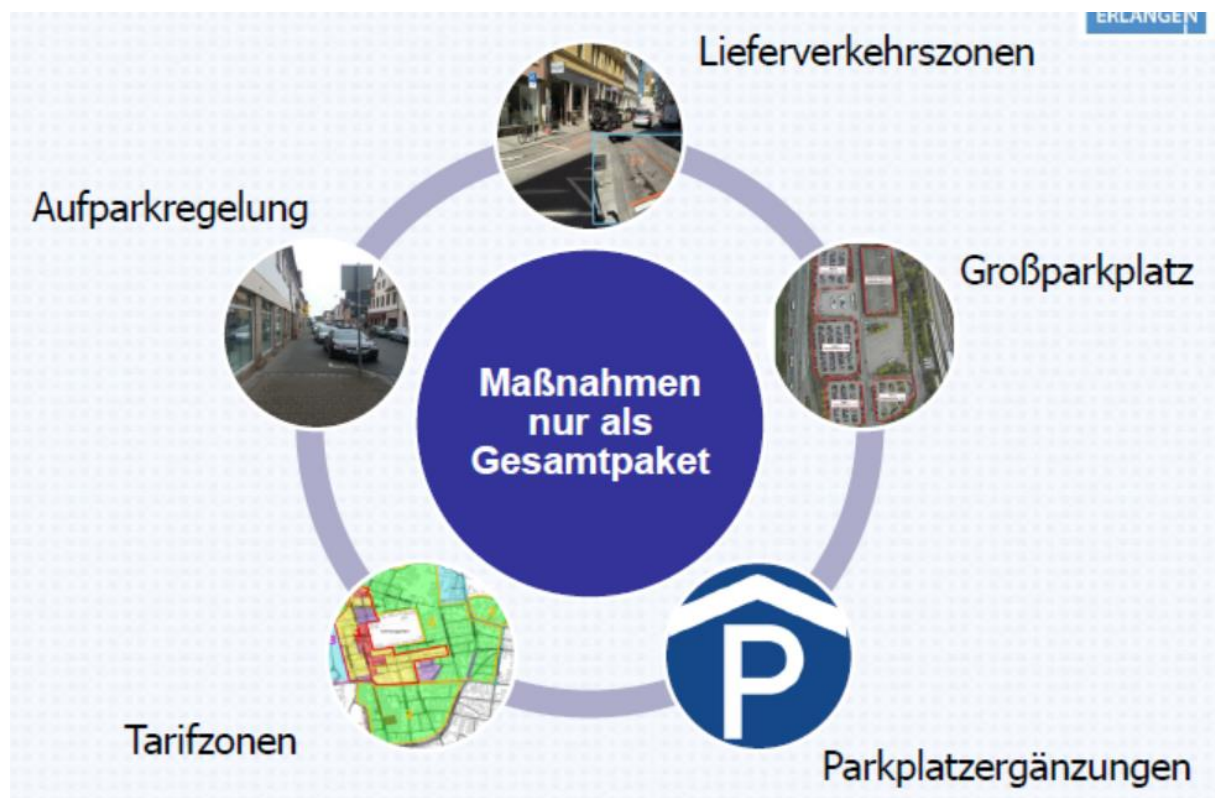 ERLANGEN
Lieferverkehrszonen
Aufparkregelung
Großparkplatz
Maßnahmen
nur als
Gesamtpaket
P
Tarifzonen
Parkplatzergänzungen